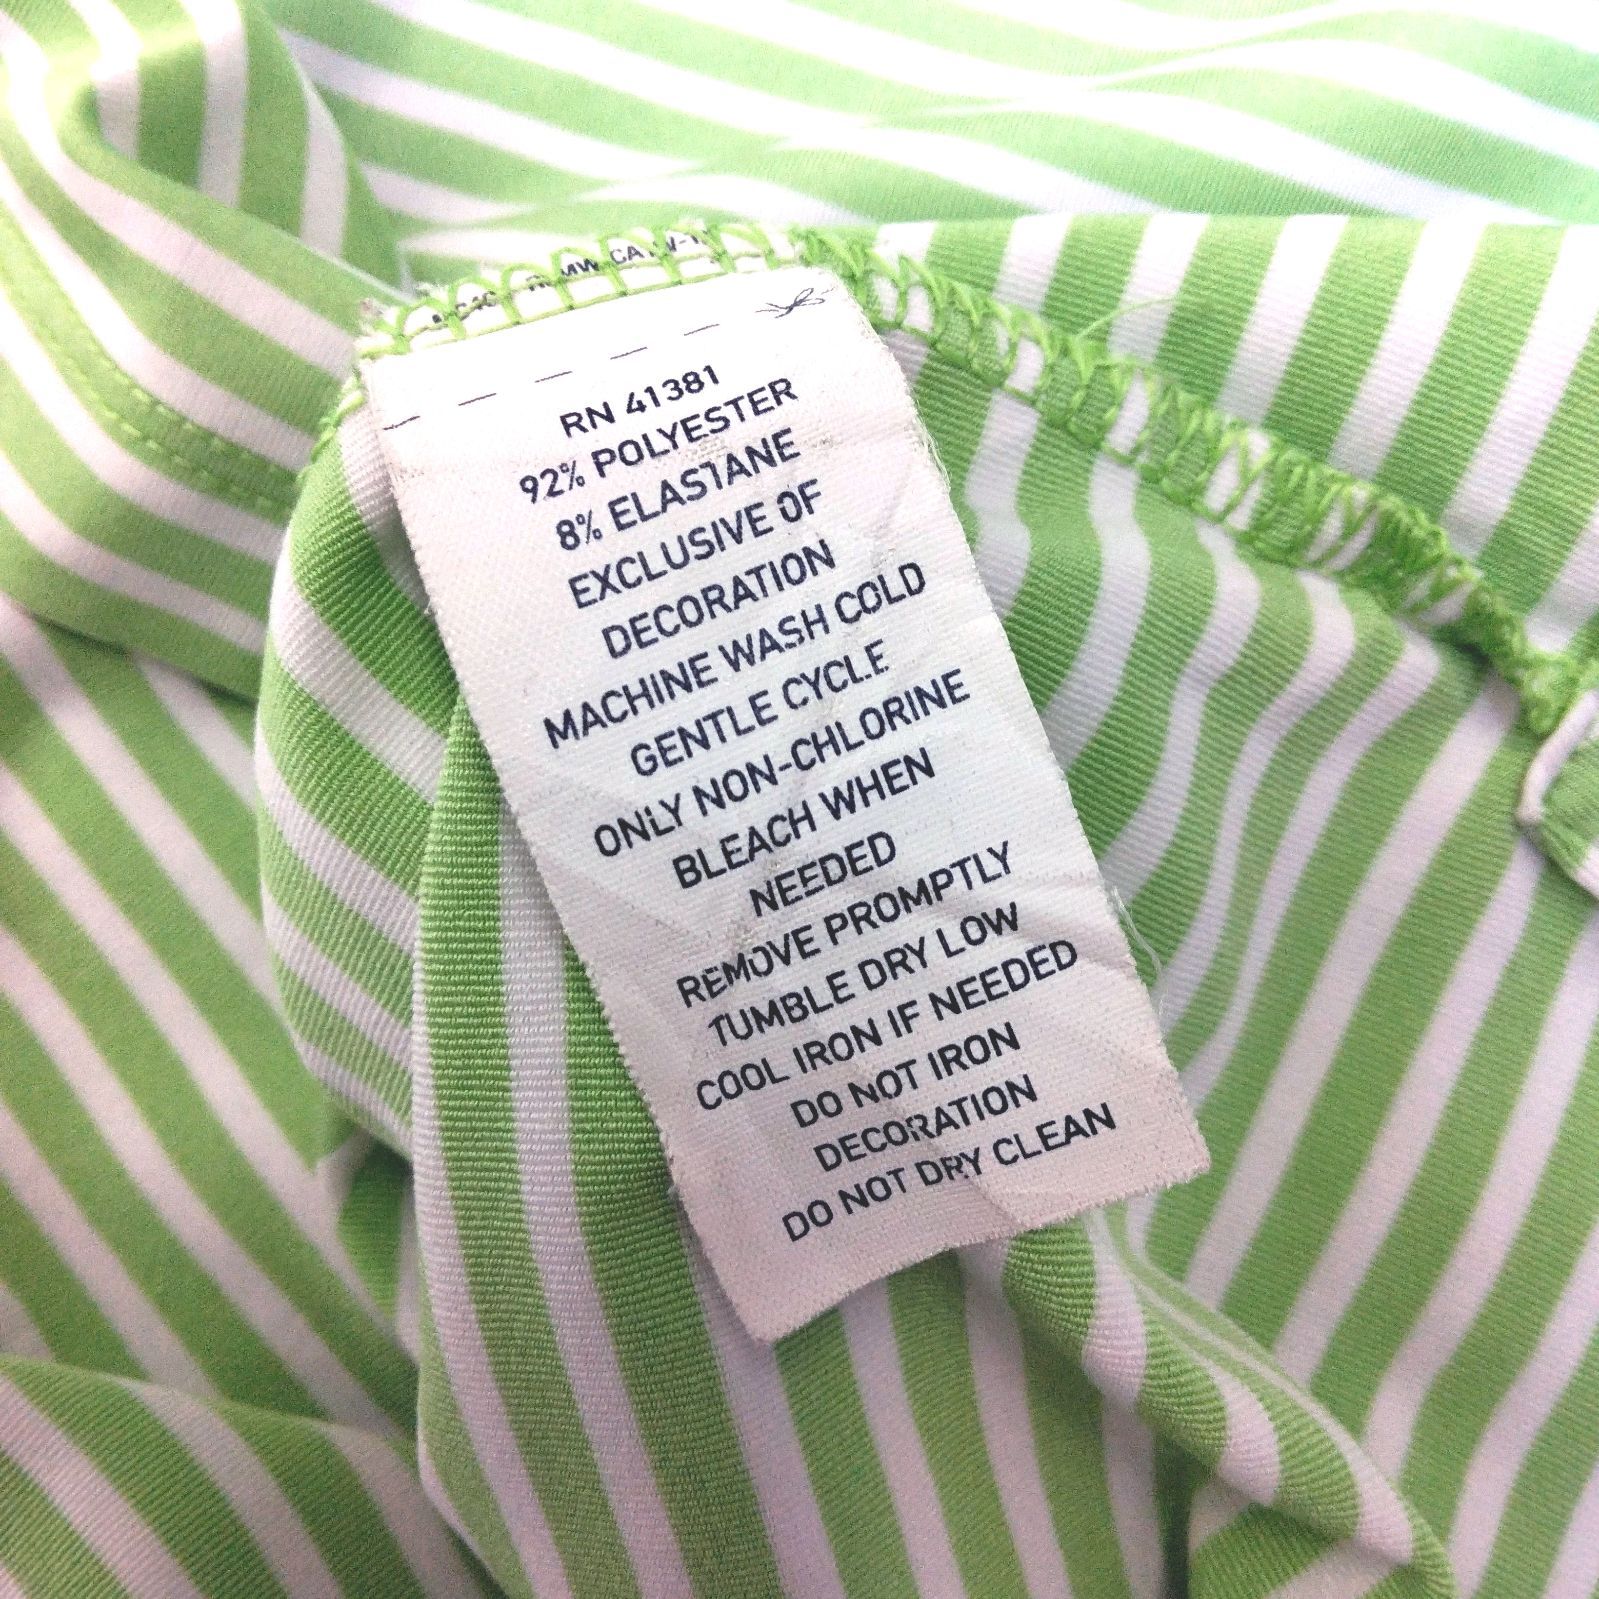 RN 41381
92% POLYESTER
8% ELASTANE
EXCLUSIVE OF
DECORATION
MACHINE WASH COLD
GENTLE CYCLE
ONLY NON-CHLORINE
BLEACH WHEN
NEEDED
REMOVE PROMPTLY
TUMBLE DRY LOW
COOL IRON IF NEEDED
DO NOT IRON
DECORATION
DO NOT DRY CLEAN